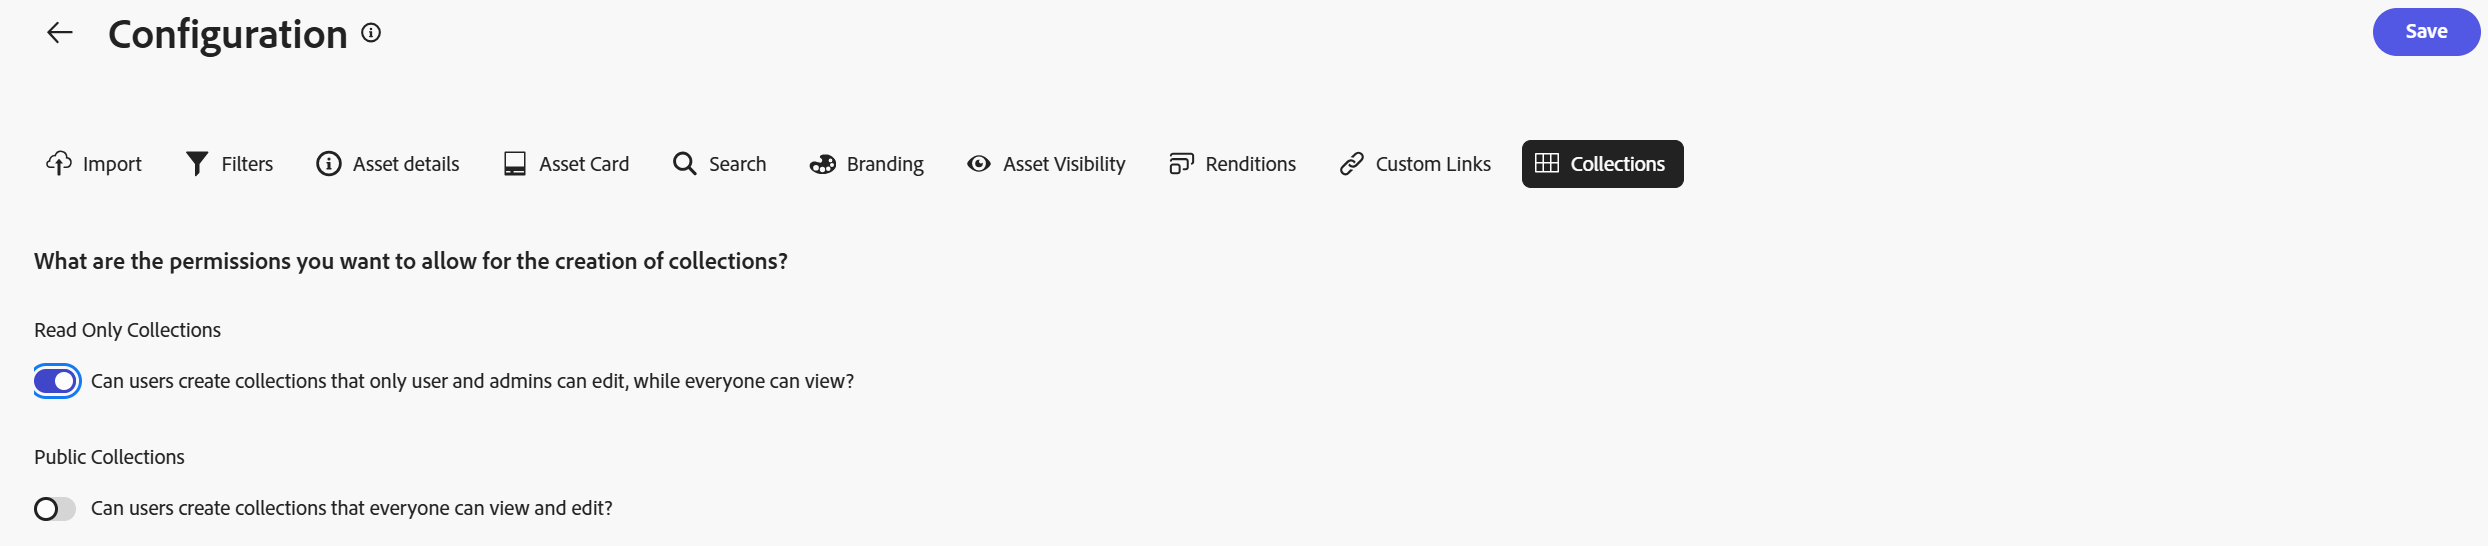 Configuration
Save
Import Filters Asset details Asset Card Search Branding Asset Visibility Renditions Custom Links Collections
What are the permissions you want to allow for the creation of collections?
Read Only Collections
Can users create collections that only user and admins can edit, while everyone can view?
Public Collections
Can users create collections that everyone can view and edit?